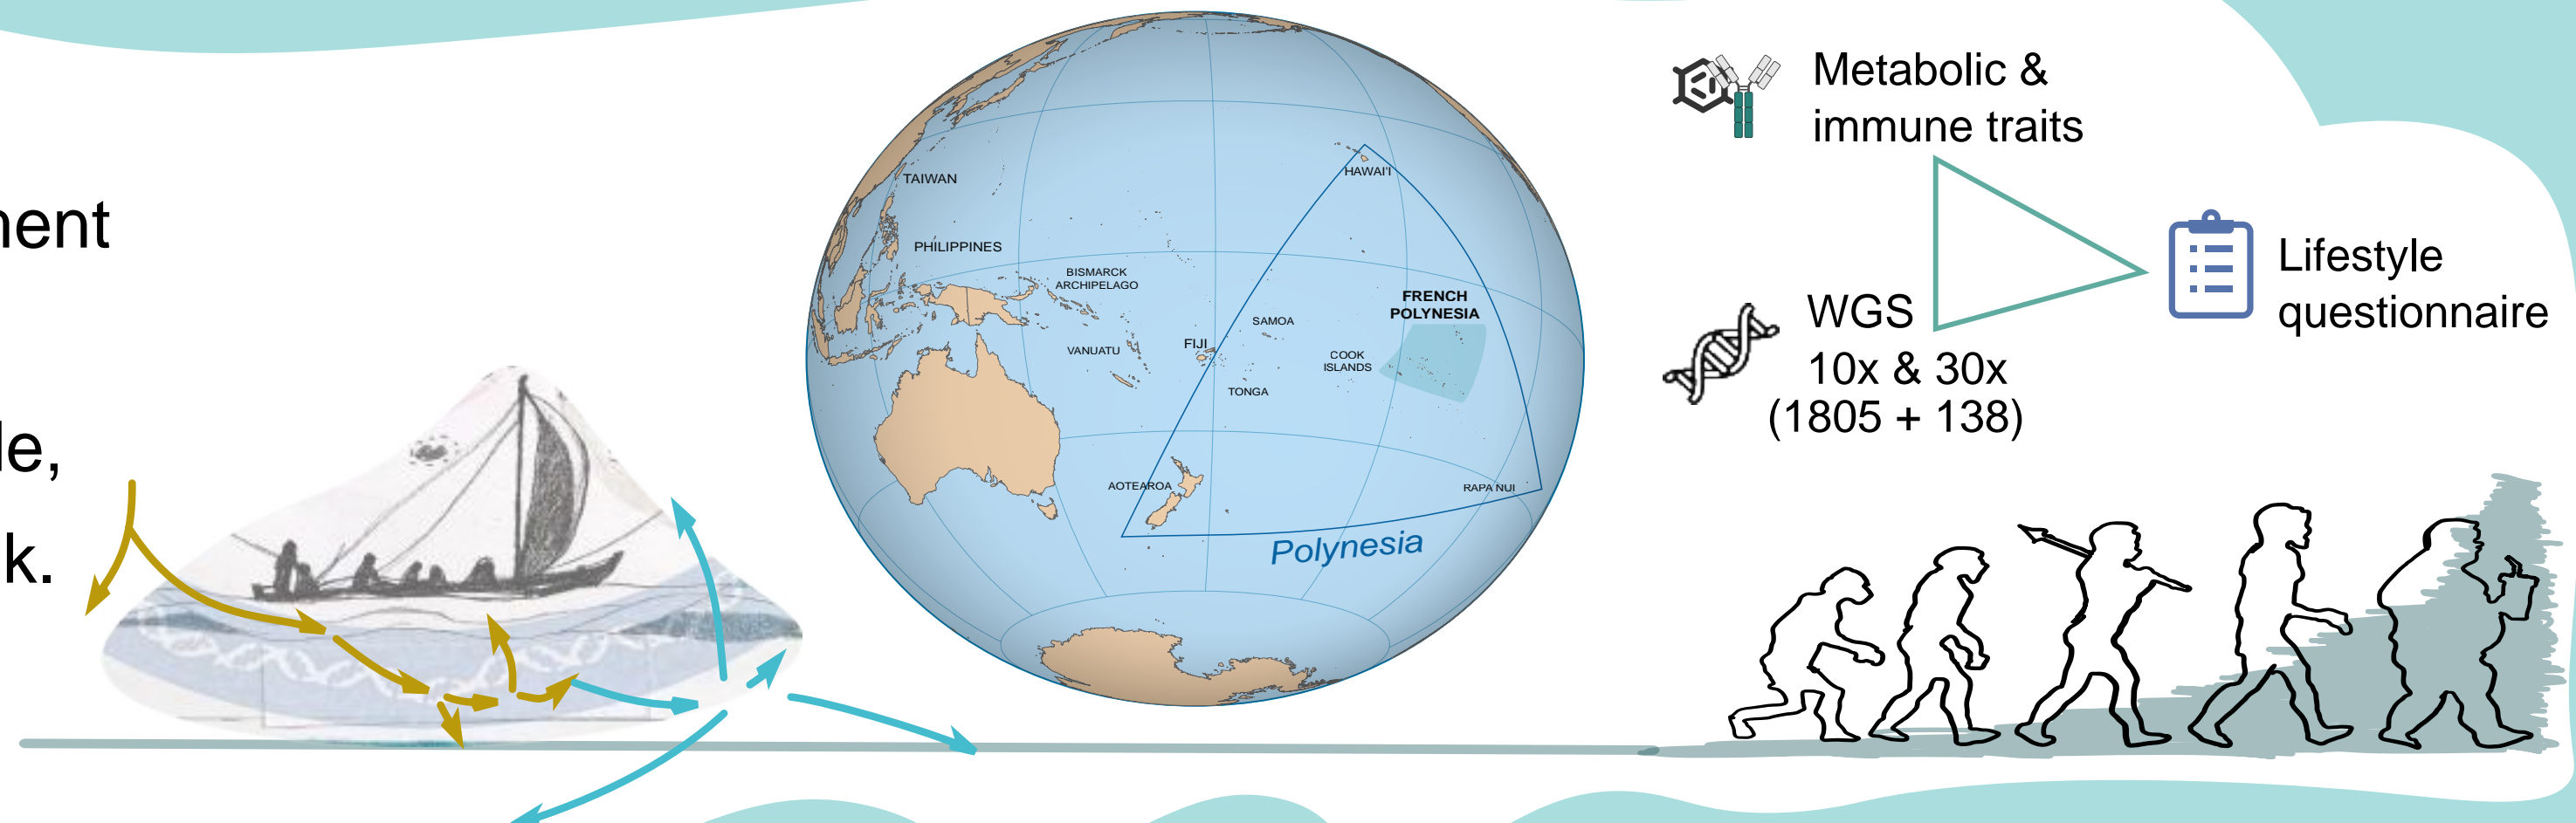 nent
le,
k.
TAIWAN
PHILIPPINES
BISMARCK
ARCHIPELAGO
VANUATU
FIJI
SAMOA
TONGA
COOK
ISLANDS
FRENCH
POLYNESIA
HAWAI'I
AOTEAROA
RAPA NUI
Polynesia
Metabolic &
immune traits
WGS
10x & 30x
(1805 + 138)
Lifestyle
questionnaire